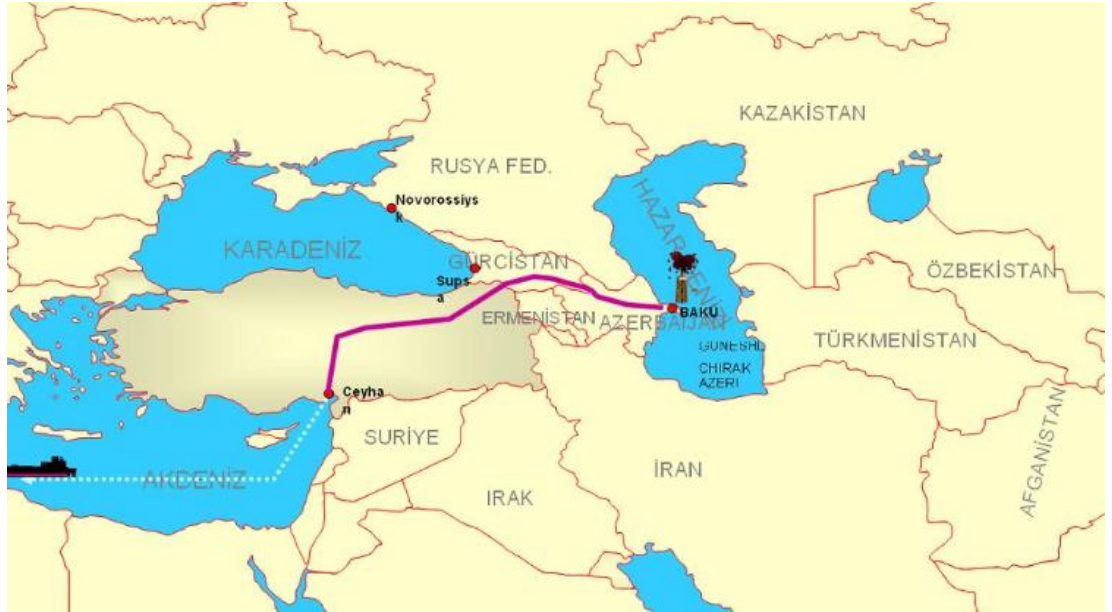 KAZAKİSTAN
RUSYA FED.
HAZAR DENİZİ
Novorossiys
k
KARADENİZ
GÜRCİSTAN
ÖZBEKİSTAN
Sups
a
ERMENİSTAN
AZERBAIJAN
BAKÜ
TÜRKMENİSTAN
GUNESHLI
CHIRAK
AZERI
Ceyha
n
SURİYE
İRAN
AFGANİSTAN
AKDENİZ
IRAK